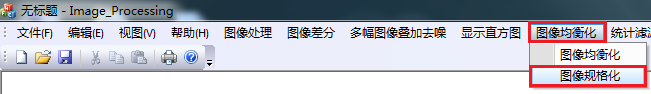 无标题 - Image_Processing
文件(F) 编辑(E) 视图(V) 帮助(H) 图像处理 图像差分 多幅图像叠加去噪 显示直方图 图像均衡化 统计滤波
图像均衡化
图像规格化